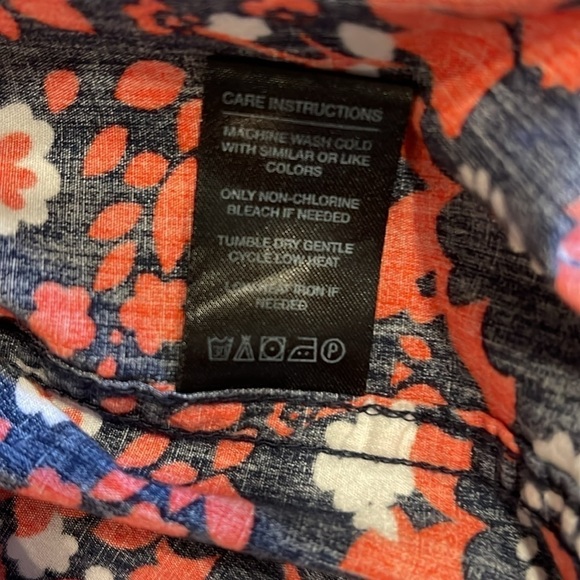 CARE INSTRUCTIONS
MACHINE WASH COLD
WITH SIMILAR OR LIKE
COLORS
ONLY NON-CHLORINE
BLEACH IF NEEDED
TUMBLE DRY GENTLE
CYCLE LOW HEAT
IRON IF
NEEDED
P